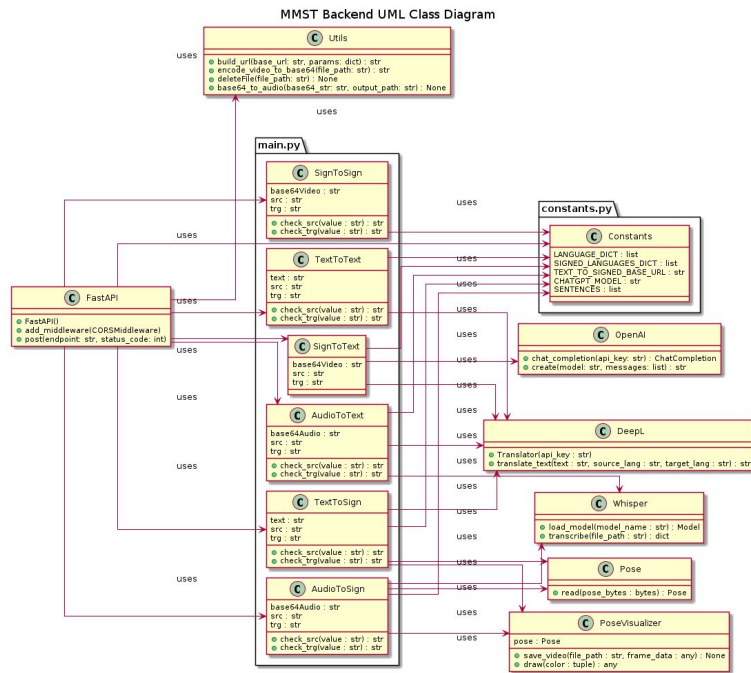 MMST Backend UML Class Diagram
C Utils
build_url(base_url: str, params: dict) : str
encode_video_to_base64(file_path: str) : str
deleteFile(file_path: str) : None
base64_to_audio(base64_str: str, output_path: str) : None
uses
uses
main.py
C SignToSign
base64Video : str
src : str
trg : str
check_src(value : str) : str
check_trg(value : str) : str
uses
constants.py
C Constants
LANGUAGE_DICT : list
SIGNED_LANGUAGES_DICT : list
TEXT_TO_SIGNED_BASE_URL : str
CHATGPT_MODEL : str
SENTENCES : list
uses
uses
C TextToText
text : str
src : str
trg : str
check_src(value : str) : str
check_trg(value : str) : str
uses
uses
C FastAPI
FastAPI()
add_middleware(CORSMiddleware)
post(endpoint: str, status_code: int)
uses
uses
C SignToText
base64Video : str
src : str
trg : str
uses
uses
C OpenAI
chat_completion(api_key: str) : ChatCompletion
create(model: str, messages: list) : str
uses
uses
C AudioToText
base64Audio : str
src : str
trg : str
check_src(value : str) : str
check_trg(value : str) : str
uses
uses
C DeepL
Translator(api_key : str)
translate_text(text : str, source_lang : str, target_lang : str) : str
uses
uses
C TextToSign
text : str
src : str
trg : str
check_src(value : str) : str
check_trg(value : str) : str
uses
uses
C Whisper
load_model(model_name : str) : Model
transcribe(file_path : str) : dict
uses
C Pose
read(pose_bytes : bytes) : Pose
uses
C AudioToSign
base64Audio : str
src : str
trg : str
check_src(value : str) : str
check_trg(value : str) : str
uses
uses
uses
C PoseVisualizer
pose : Pose
save_video(file_path : str, frame_data : any) : None
draw(color : tuple) : any